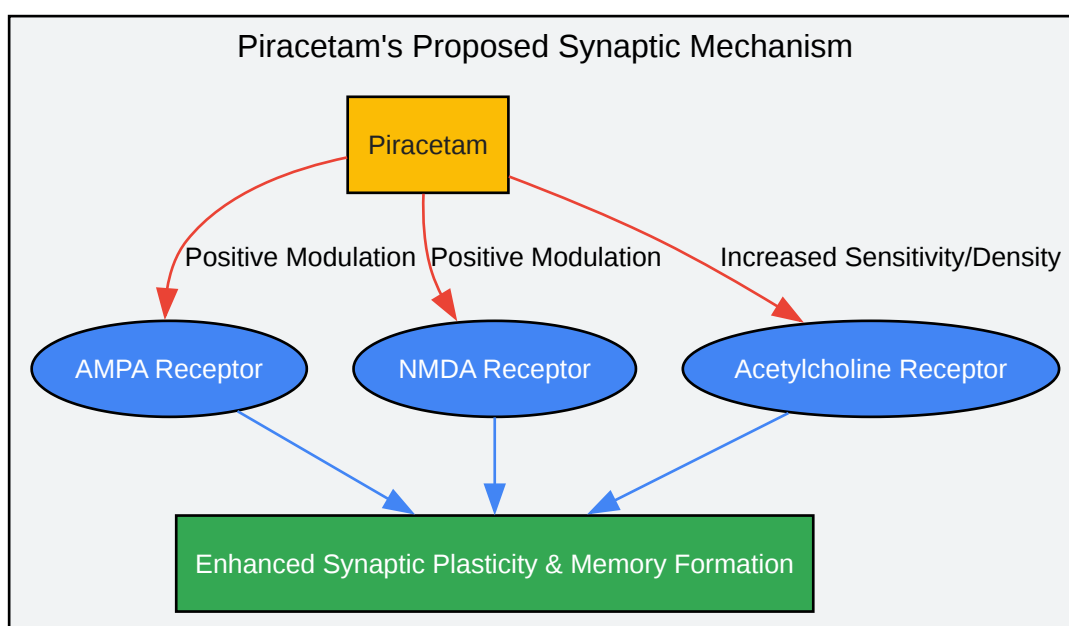 Piracetam's Proposed Synaptic Mechanism
Piracetam
Positive Modulation
Positive Modulation
Increased Sensitivity/Density
AMPA Receptor
NMDA Receptor
Acetylcholine Receptor
Enhanced Synaptic Plasticity & Memory Formation